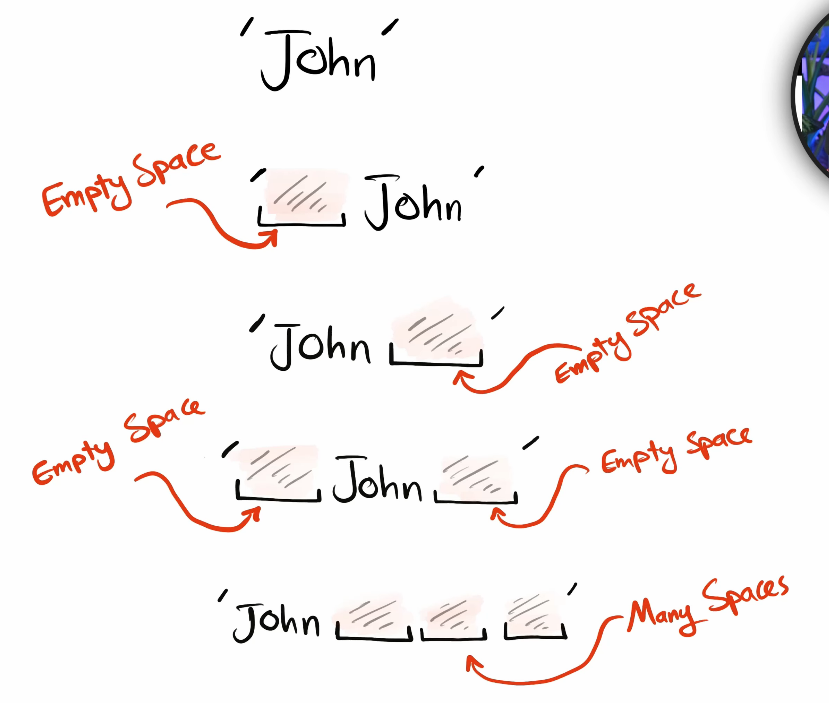 'John'
Empty Space
' John'
'John '
Empty Space
Empty Space
' John '
Empty Space
'John '
Many Spaces